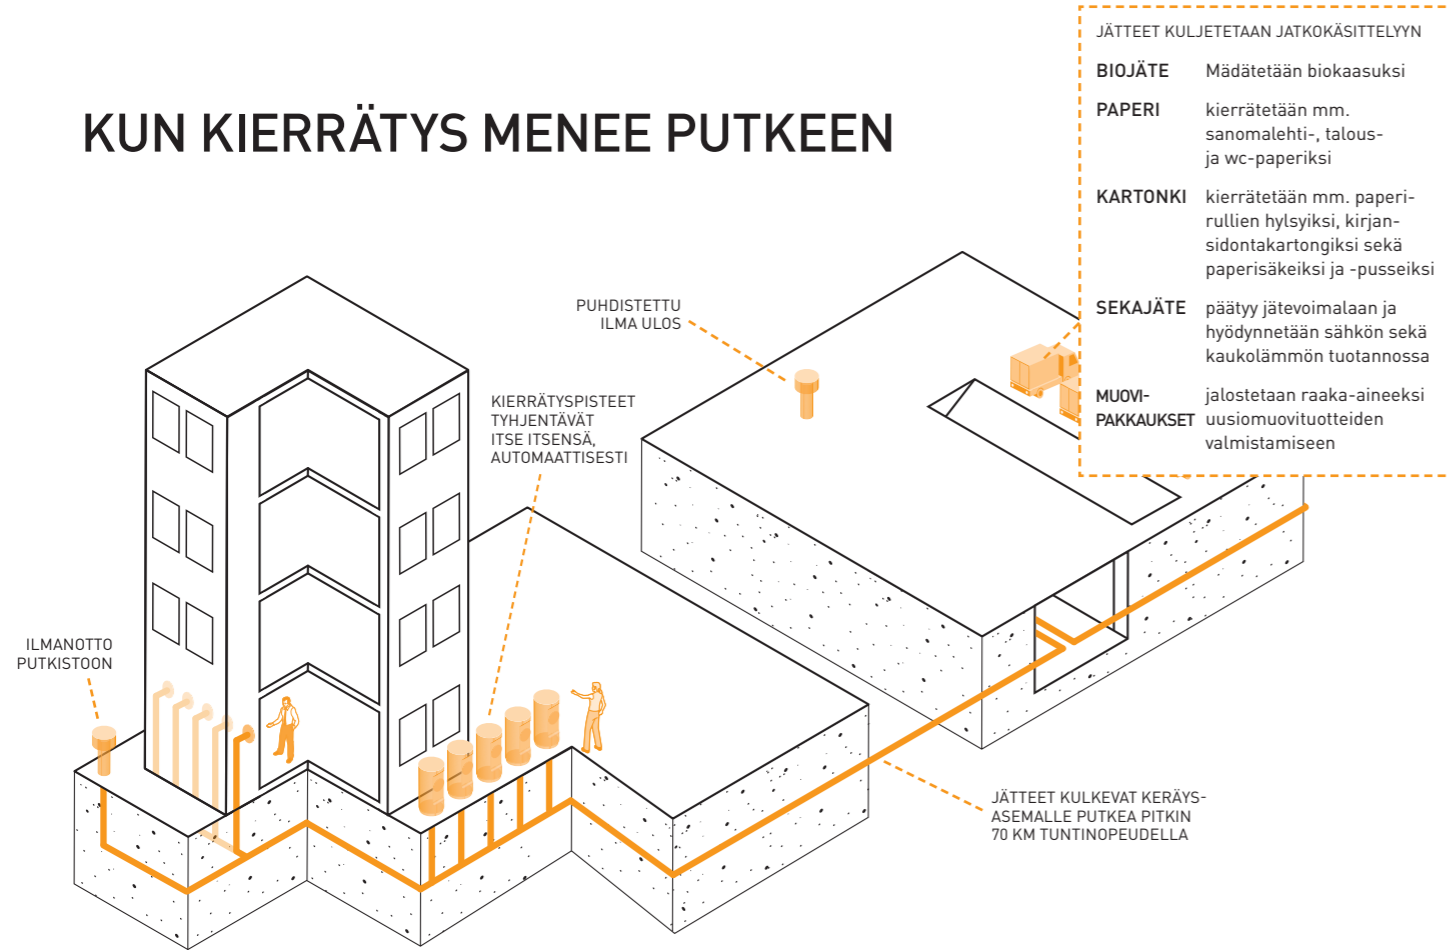 KUN KIERRÄTYS MENEE PUTKEEN
JÄTTEET KULJETETAAN JATKOKÄSITTELYYN
BIOJÄTE Mädätetään biokaasuksi
PAPERI kierrätetään mm.
sanomalehti-, talous-
ja wc-paperiksi
KARTONKI kierrätetään mm. paperi-
rullien hylsyiksi, kirjan-
sidontakartongiksi sekä
paperisäkeiksi ja -pusseiksi
SEKAJÄTE päätyy jätevoimalaan ja
hyödynnetään sähkön sekä
kaukolämmön tuotannossa
MUOVI- jalostetaan raaka-aineeksi
PAKKAUKSET uusiomuovituotteiden
valmistamiseen
PUHDISTETTU
ILMA ULOS
KIERRÄTYSPISTEET
TYHJENTÄVÄT
ITSE ITSENSÄ,
AUTOMAATTISESTI
ILMANOTTO
PUTKISTOON
JÄTTEET KULKEVAT KERÄYS-
ASEMALLE PUTKEA PITKIN
70 KM TUNTINOPEUDELLA